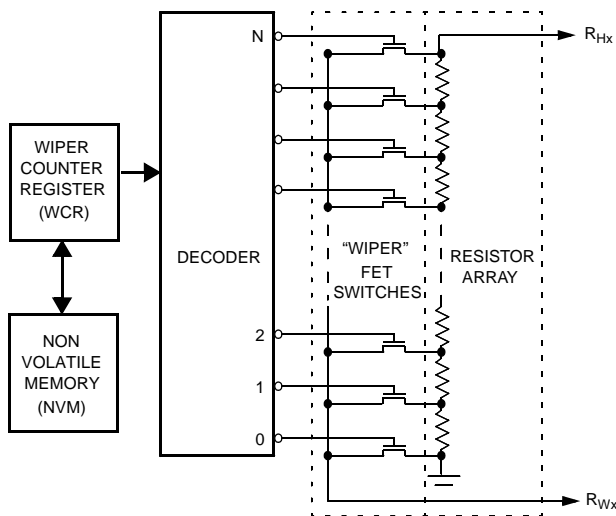 N
R_Hx
WIPER
COUNTER
REGISTER
(WCR)
DECODER
“WIPER”
FET
SWITCHES
RESISTOR
ARRAY
NON
VOLATILE
MEMORY
(NVM)
2
1
0
R_Wx